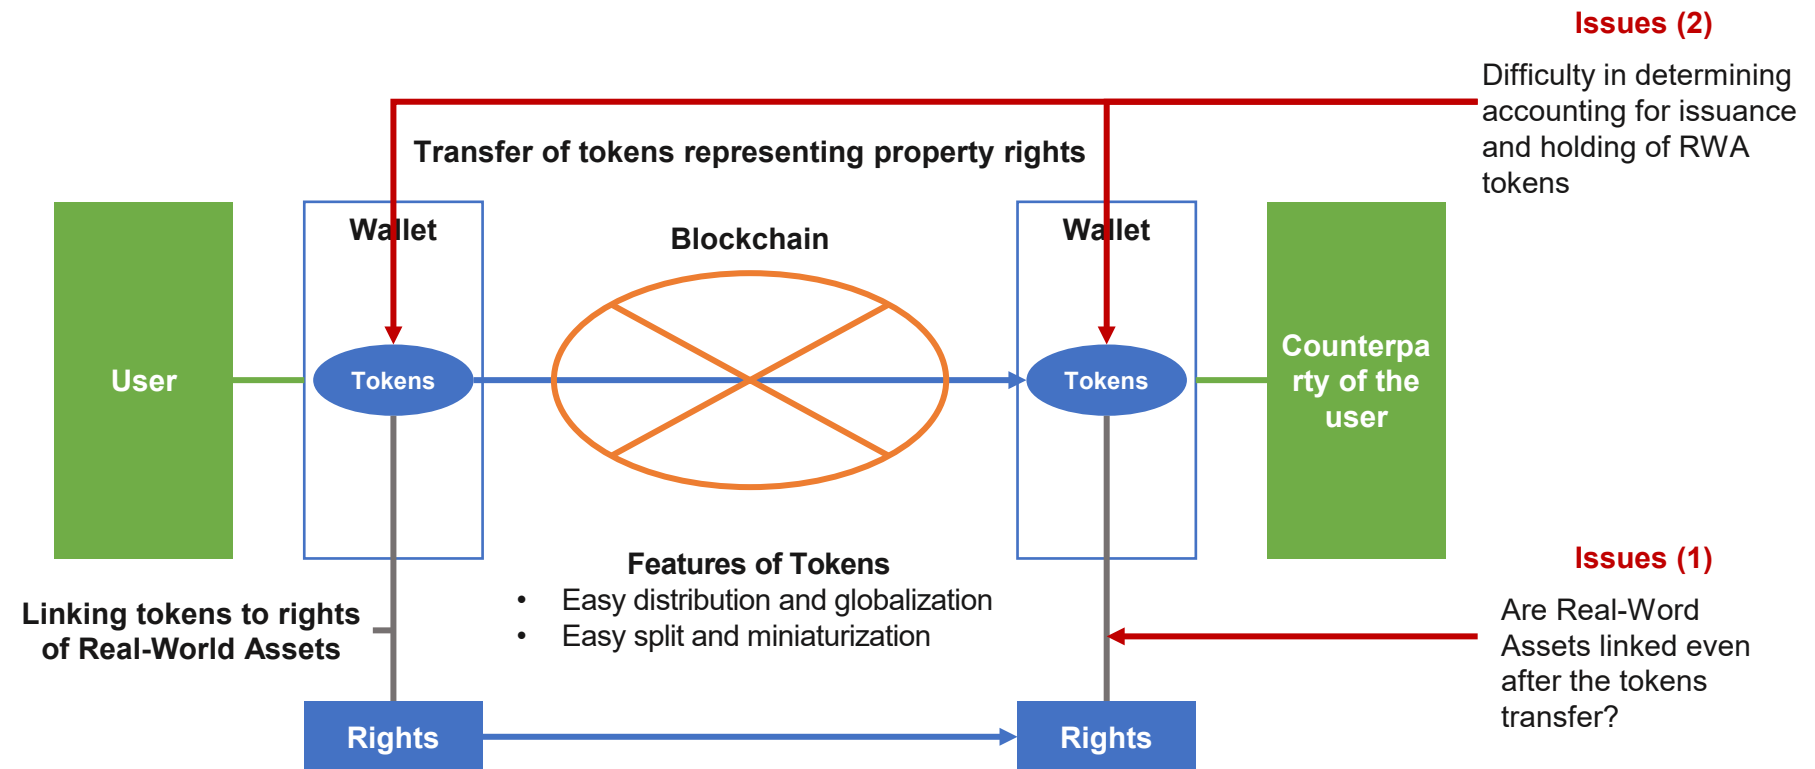 Issues (2)
Difficulty in determining
accounting for issuance
and holding of RWA
tokens
Transfer of tokens representing property rights
Wallet
Blockchain
Wallet
User
Tokens
Tokens
Counterpa
rty of the
user
Features of Tokens
• Easy distribution and globalization
• Easy split and miniaturization
Linking tokens to rights
of Real-World Assets
Issues (1)
Are Real-Word
Assets linked even
after the tokens
transfer?
Rights
Rights